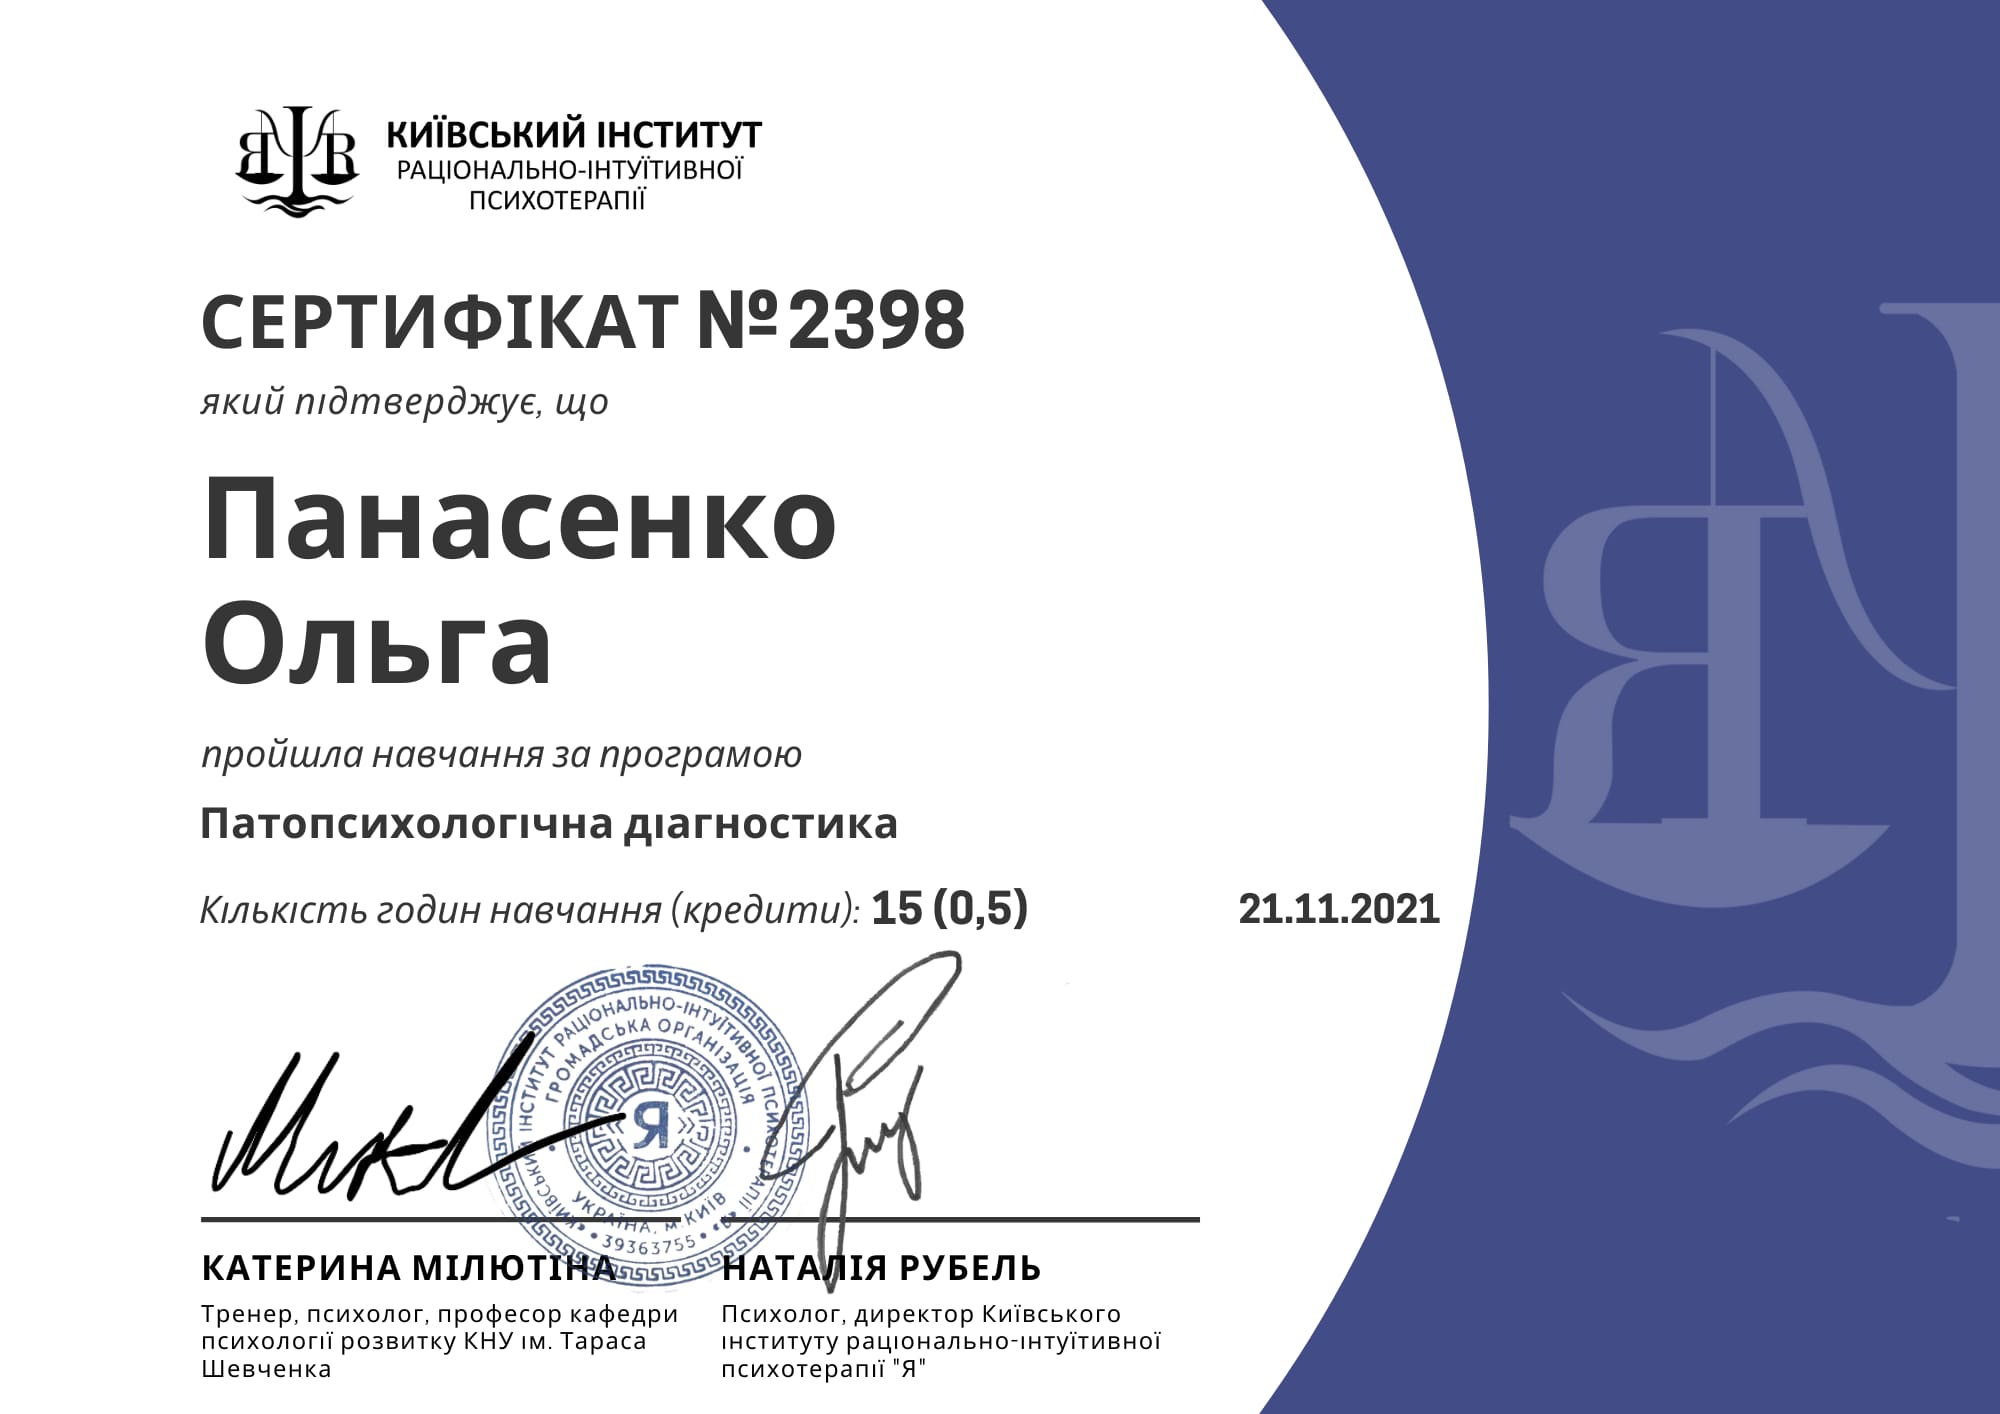 КИЇВСЬКИЙ ІНСТИТУТ
РАЦІОНАЛЬНО-ІНТУЇТИВНОЇ
ПСИХОТЕРАПІЇ
СЕРТИФІКАТ №2398
який підтверджує, що
Панасенко
Ольга
пройшла навчання за програмою
Патопсихологічна діагностика
Кількість годин навчання (кредити): 15 (0,5)
21.11.2021
«КИЇВСЬКИЙ ІНСТИТУТ РАЦІОНАЛЬНО-ІНТУЇТИВНОЇ ПСИХОТЕРАПІЇ «Я»
ГРОМАДСЬКА ОРГАНІЗАЦІЯ
Я
УКРАЇНА, м.КИЇВ
39363755
КАТЕРИНА МІЛЮТІНА
Тренер, психолог, професор кафедри
психології розвитку КНУ ім. Тараса
Шевченка
НАТАЛІЯ РУБЕЛЬ
Психолог, директор Київського
інституту раціонально-інтуїтивної
психотерапії "Я"